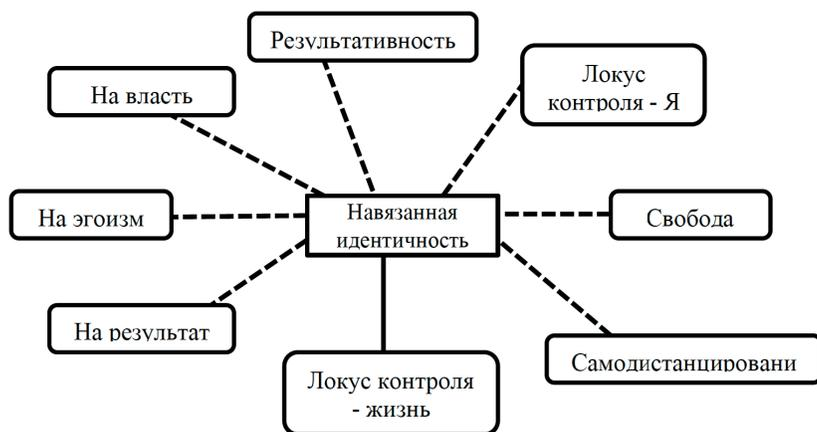 Результативность
Локус
контроля - Я
На власть
На эгоизм
Навязанная
идентичность
Свобода
На результат
Самодистанцировани
Локус контроля
- жизнь